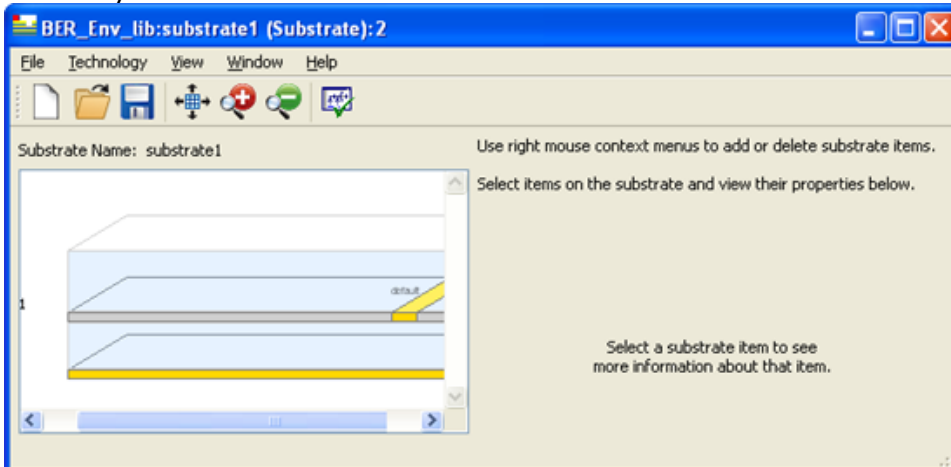 BER_Env_lib:substrate1 (Substrate):2
File Technology View Window Help
Substrate Name: substrate1
Use right mouse context menus to add or delete substrate items.
Select items on the substrate and view their properties below.
default
1
Select a substrate item to see
more information about that item.